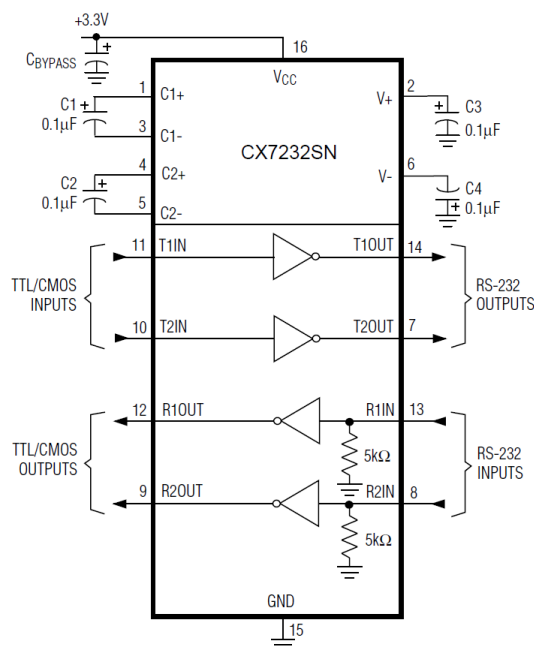 +3.3V
CBYPASS
+
16
VCC
1
C1+
C1
+
0.1µF
3
C1-
CX7232SN
4
C2+
C2
+
0.1µF
5
C2-
2
V+
+
C3
0.1µF
6
V-
C4
+
0.1µF
11
T1IN
T1OUT
14
TTL/CMOS
INPUTS
RS-232
OUTPUTS
10
T2IN
T2OUT
7
12
R1OUT
R1IN
13
TTL/CMOS
OUTPUTS
5kΩ
RS-232
INPUTS
9
R2OUT
R2IN
8
5kΩ
GND
15